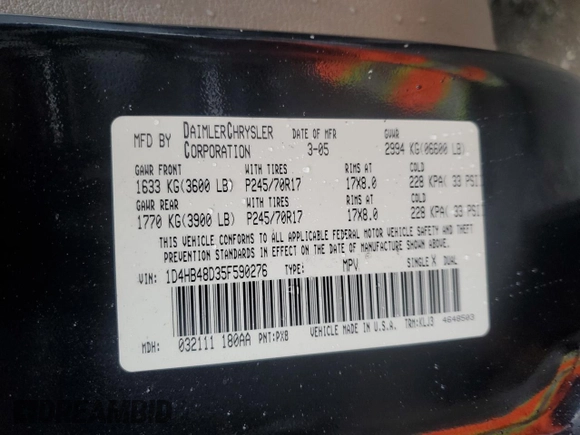 MFD BY DAIMLERCHRYSLER CORPORATION DATE OF MFR 3-05 GVWR 2994 KG(06600 LB)
GAWR FRONT WITH TIRES RIMS AT COLD
1633 KG(3600 LB) P245/70R17 17X8.0 228 KPA( 33 PSI
GAWR REAR WITH TIRES RIMS AT COLD
1770 KG(3900 LB) P245/70R17 17X8.0 228 KPA( 33 PSI
THIS VEHICLE CONFORMS TO ALL APPLICABLE FEDERAL MOTOR VEHICLE SAFETY AND THEFT
PREVENTION STANDARDS IN EFFECT ON THE DATE OF MANUFACTURE SHOWN ABOVE.
VIN: 1D4HB48D35F590276 TYPE: MPV SINGLE X DUAL
MDH: 032111 180AA PNT:PX8 VEHICLE MADE IN U.S.A. TRM:KLJ3 4648503
DREAMBID